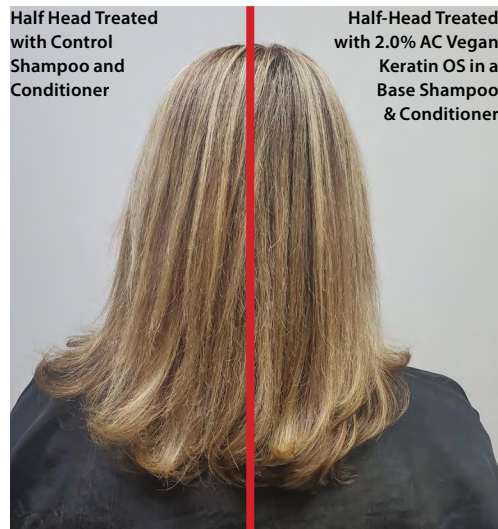 Half Head Treated
with Control
Shampoo and
Conditioner
Half-Head Treated
with 2.0% AC Vegan
Keratin OS in a
Base Shampoo
& Conditioner